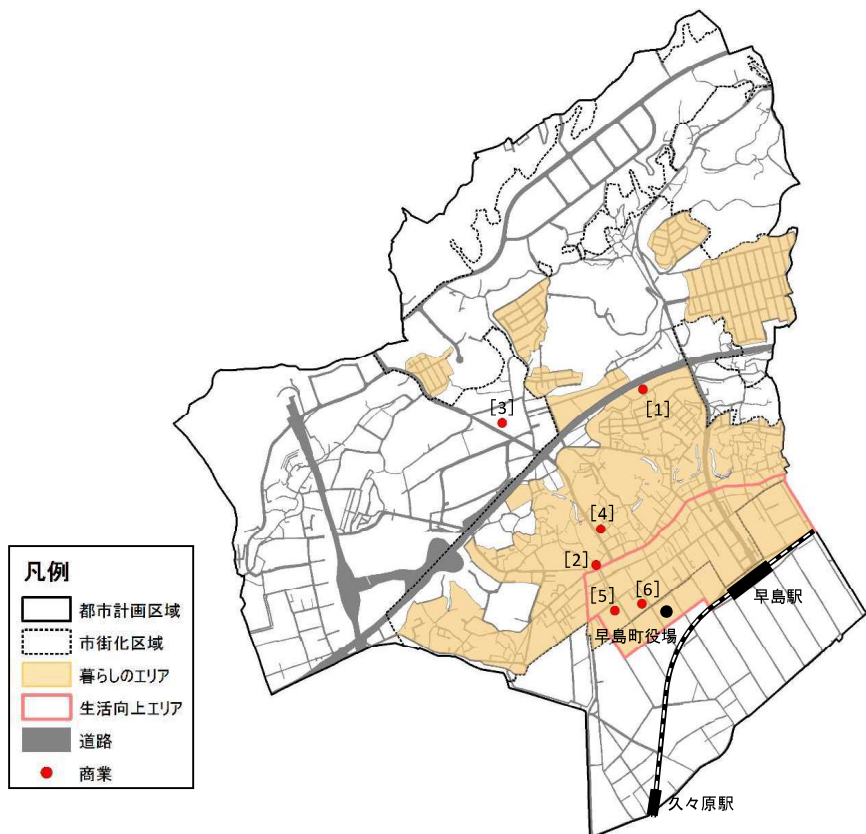 [1]
[3]
[4]
[2]
[6]
[5]
早島駅
早島町役場
久々原駅
凡例
都市計画区域
市街化区域
暮らしのエリア
生活向上エリア
道路
商業